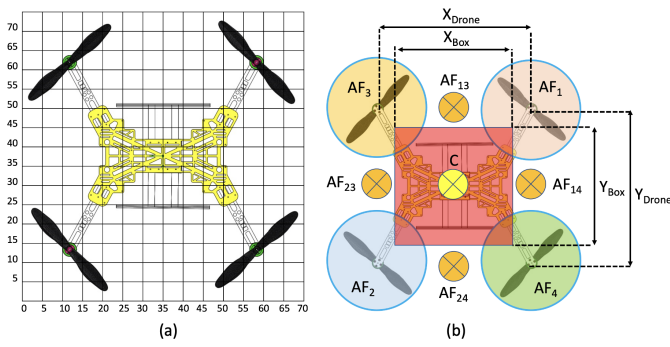 70
65
60
55
50
45
40
35
30
25
20
15
10
5
0
0 5 10 15 20 25 30 35 40 45 50 55 60 65 70
(a)
X_Drone
X_Box
AF_3
AF_13
AF_1
C
AF_23
AF_14
Y_Box
Y_Drone
AF_2
AF_24
AF_4
(b)